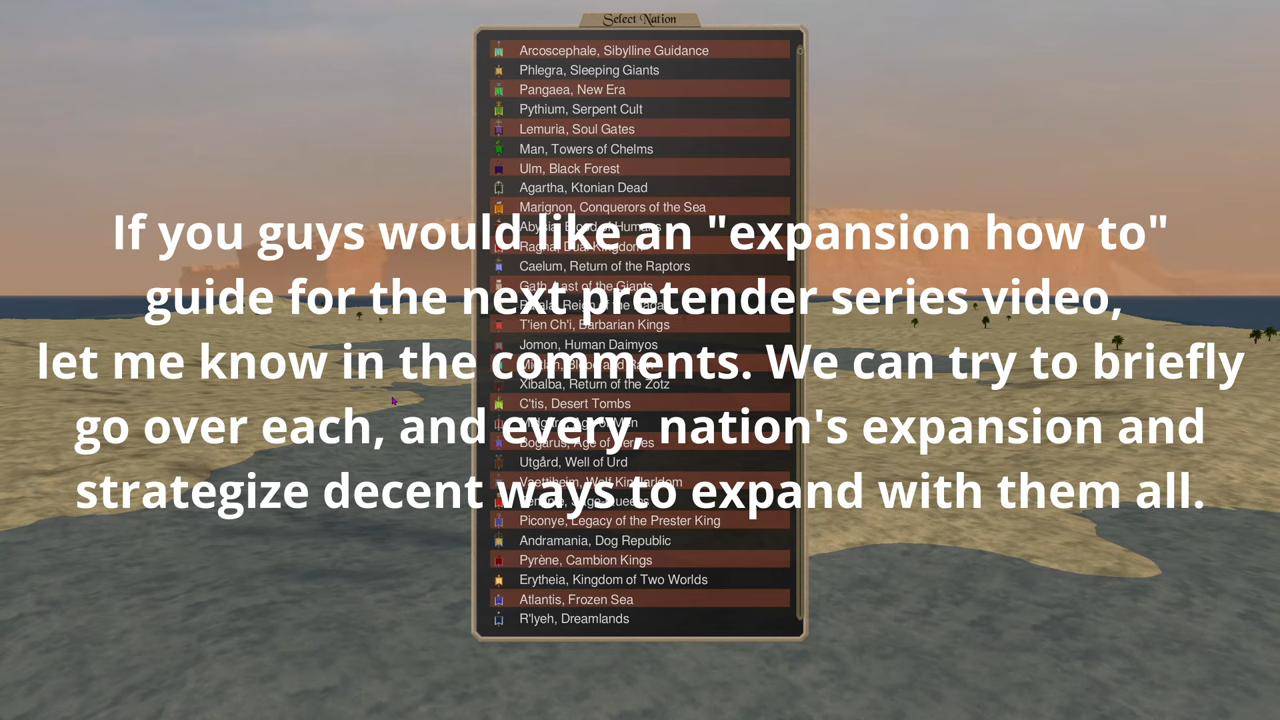 Select Nation
Arcoscephale, Sibylline Guidance
Phlegra, Sleeping Giants
Pangaea, New Era
Pythium, Serpent Cult
Lemuria, Soul Gates
Man, Towers of Chelms
Ulm, Black Forest
Agartha, Ktonian Dead
Marignon, Conquerors of the Sea
Caelum, Return of the Raptors
T'ien Ch'i, Barbarian Kings
Jomon, Human Daimyos
Xibalba, Return of the Zotz
C'tis, Desert Tombs
Utgård, Well of Urd
Piconye, Legacy of the Prester King
Andramania, Dog Republic
Pyrène, Cambion Kings
Erytheia, Kingdom of Two Worlds
Atlantis, Frozen Sea
R'lyeh, Dreamlands
If you guys would like an "expansion how to"
guide for the next pretender series video,
let me know in the comments. We can try to briefly
go over each, and every, nation's expansion and
strategize decent ways to expand with them all.